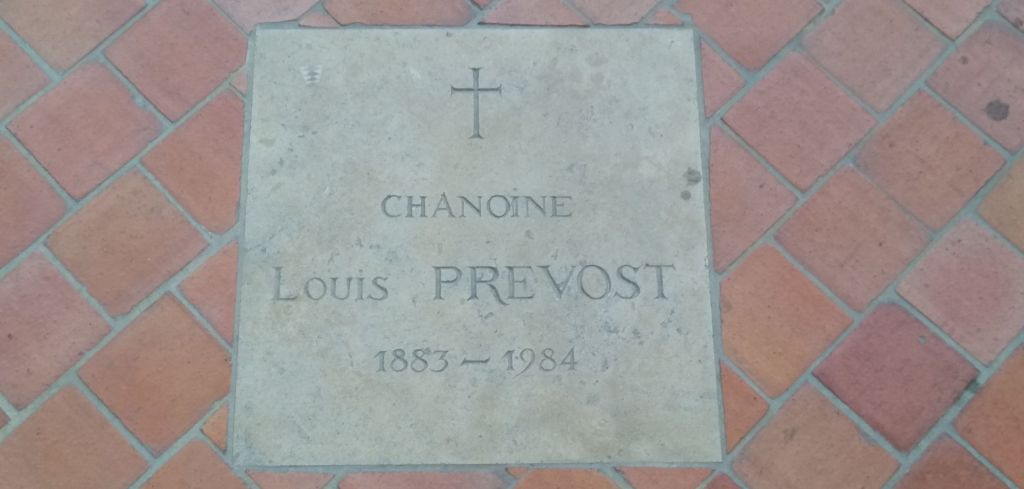 CHANOINE
LOUIS PREVOST
1883 — 1984